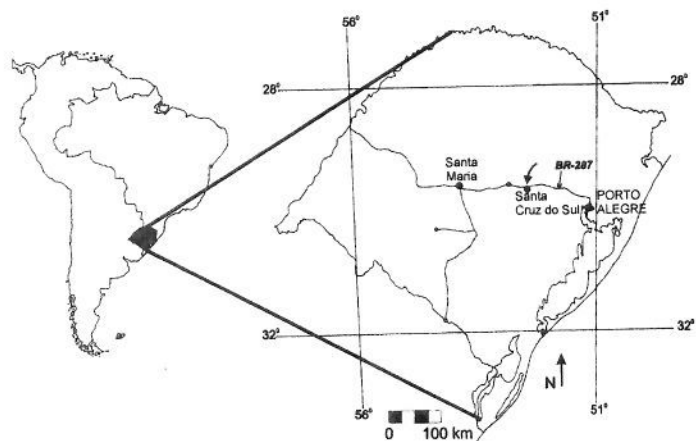 56°
51°
28°
28°
Santa
Maria
BR-287
Santa
Cruz do Sul
PORTO
ALEGRE
32°
32°
N
56°
51°
0 100 km